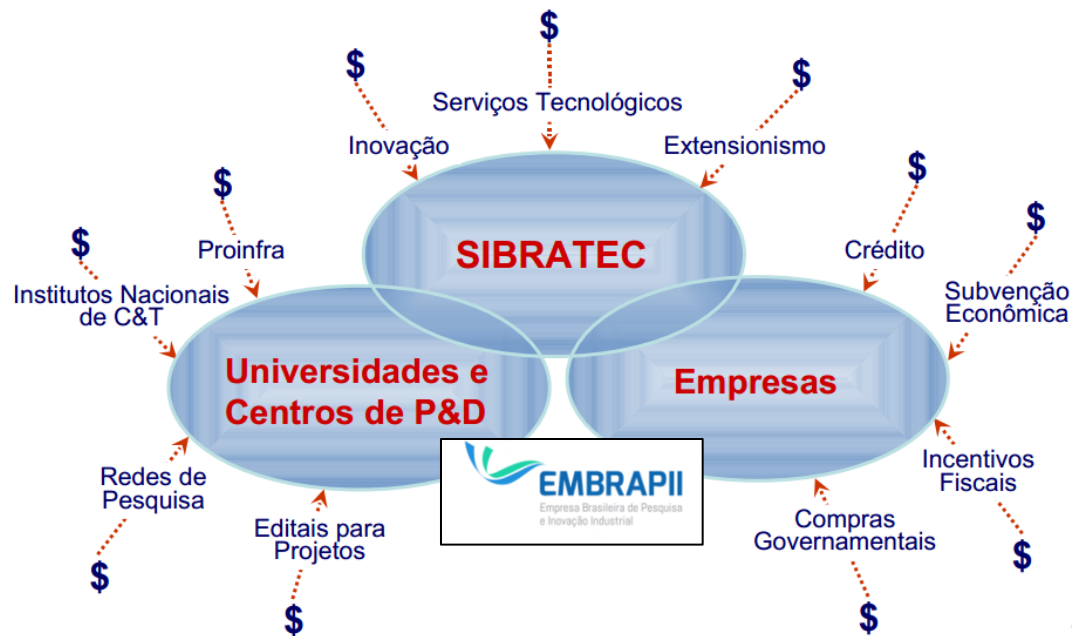 $
$
$
Serviços Tecnológicos
Inovação
Extensionismo
$
$
SIBRATEC
Proinfra
Crédito
$
$
Institutos Nacionais
de C&T
Subvenção
Econômica
Universidades e
Centros de P&D
Empresas
EMBRAPII
Empresa Brasileira de Pesquisa
e Inovação Industrial
Redes de
Pesquisa
Incentivos
Fiscais
Editais para
Projetos
Compras
Governamentais
$
$
$
$